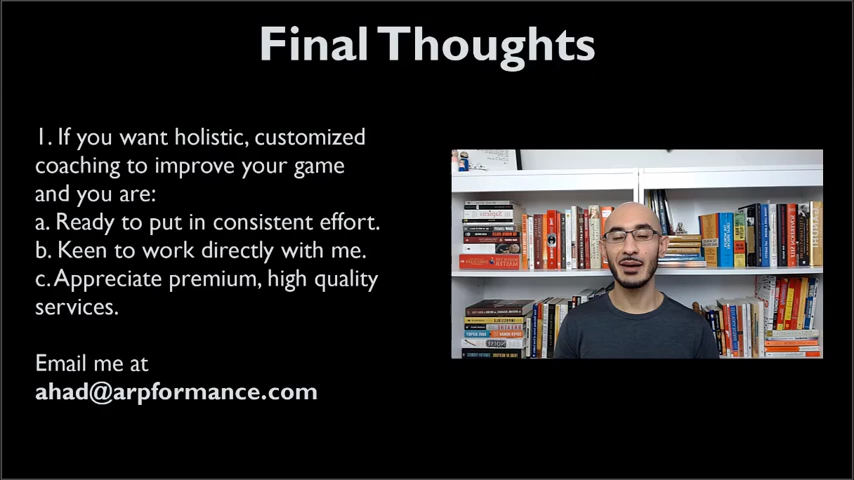 Final Thoughts
1. If you want holistic, customized
coaching to improve your game
and you are:
a. Ready to put in consistent effort.
b. Keen to work directly with me.
c. Appreciate premium, high quality
services.
Email me at
ahad@arpformance.com